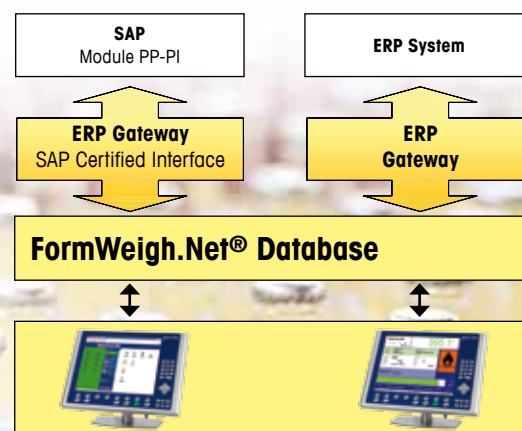 SAP
Module PP-PI
ERP System
ERP Gateway
SAP Certified Interface
ERP
Gateway
FormWeigh.Net® Database